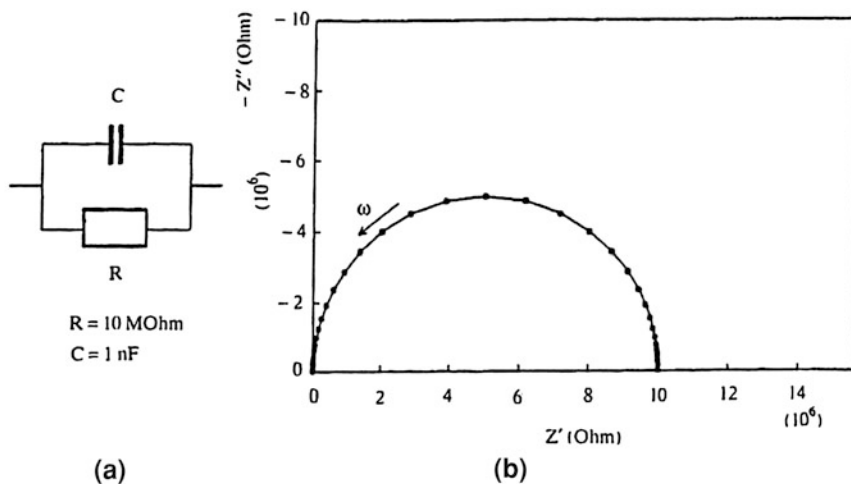 C
R
R = 10 MOhm
C = 1 nF
(a)
- Z″ (Ohm)
(10⁶)
- 10
- 8
- 6
- 4
- 2
0
ω
0 2 4 6 8 10 12 14
(10⁶)
Z′ (Ohm)
(b)